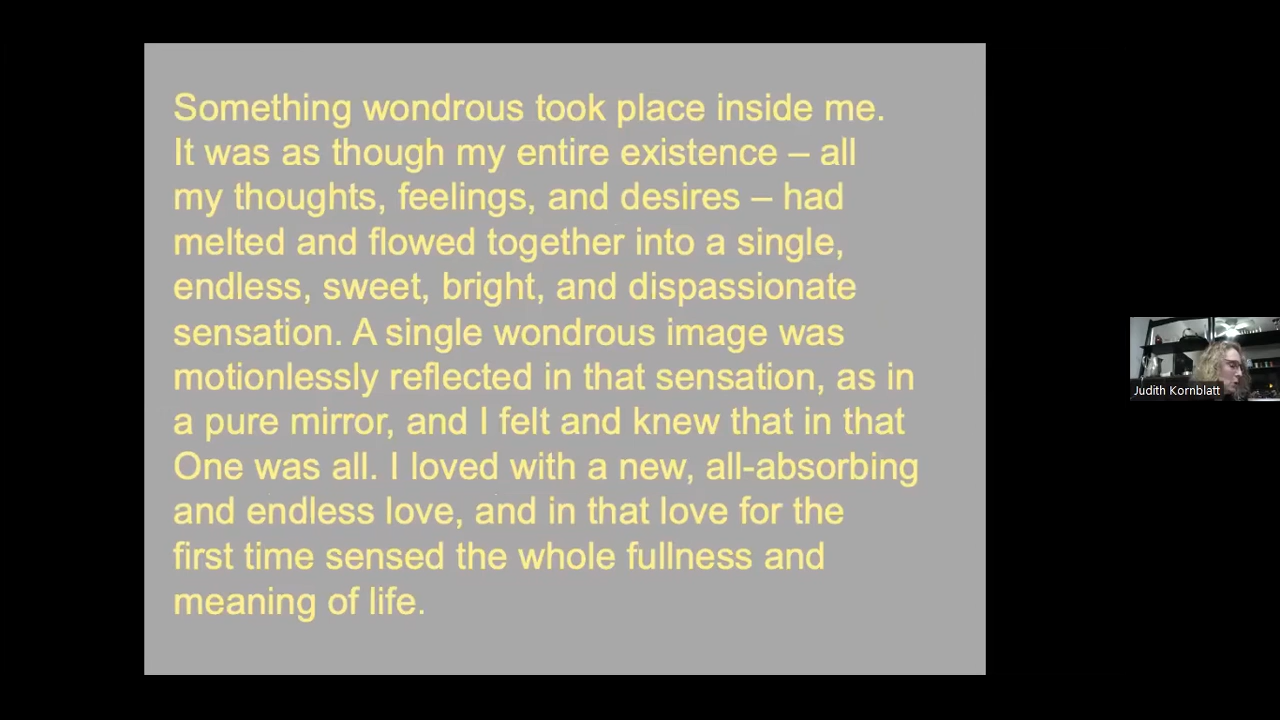 Something wondrous took place inside me.
It was as though my entire existence – all
my thoughts, feelings, and desires – had
melted and flowed together into a single,
endless, sweet, bright, and dispassionate
sensation. A single wondrous image was
motionlessly reflected in that sensation, as in
a pure mirror, and I felt and knew that in that
One was all. I loved with a new, all-absorbing
and endless love, and in that love for the
first time sensed the whole fullness and
meaning of life.
Judith Kornblatt